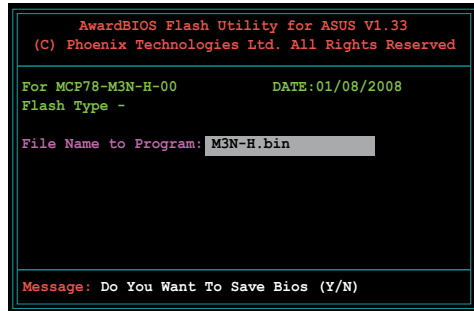 AwardBIOS Flash Utility for ASUS V1.33
(C) Phoenix Technologies Ltd. All Rights Reserved
For MCP78-M3N-H-00 DATE:01/08/2008
Flash Type -
File Name to Program: M3N-H.bin
Message: Do You Want To Save Bios (Y/N)